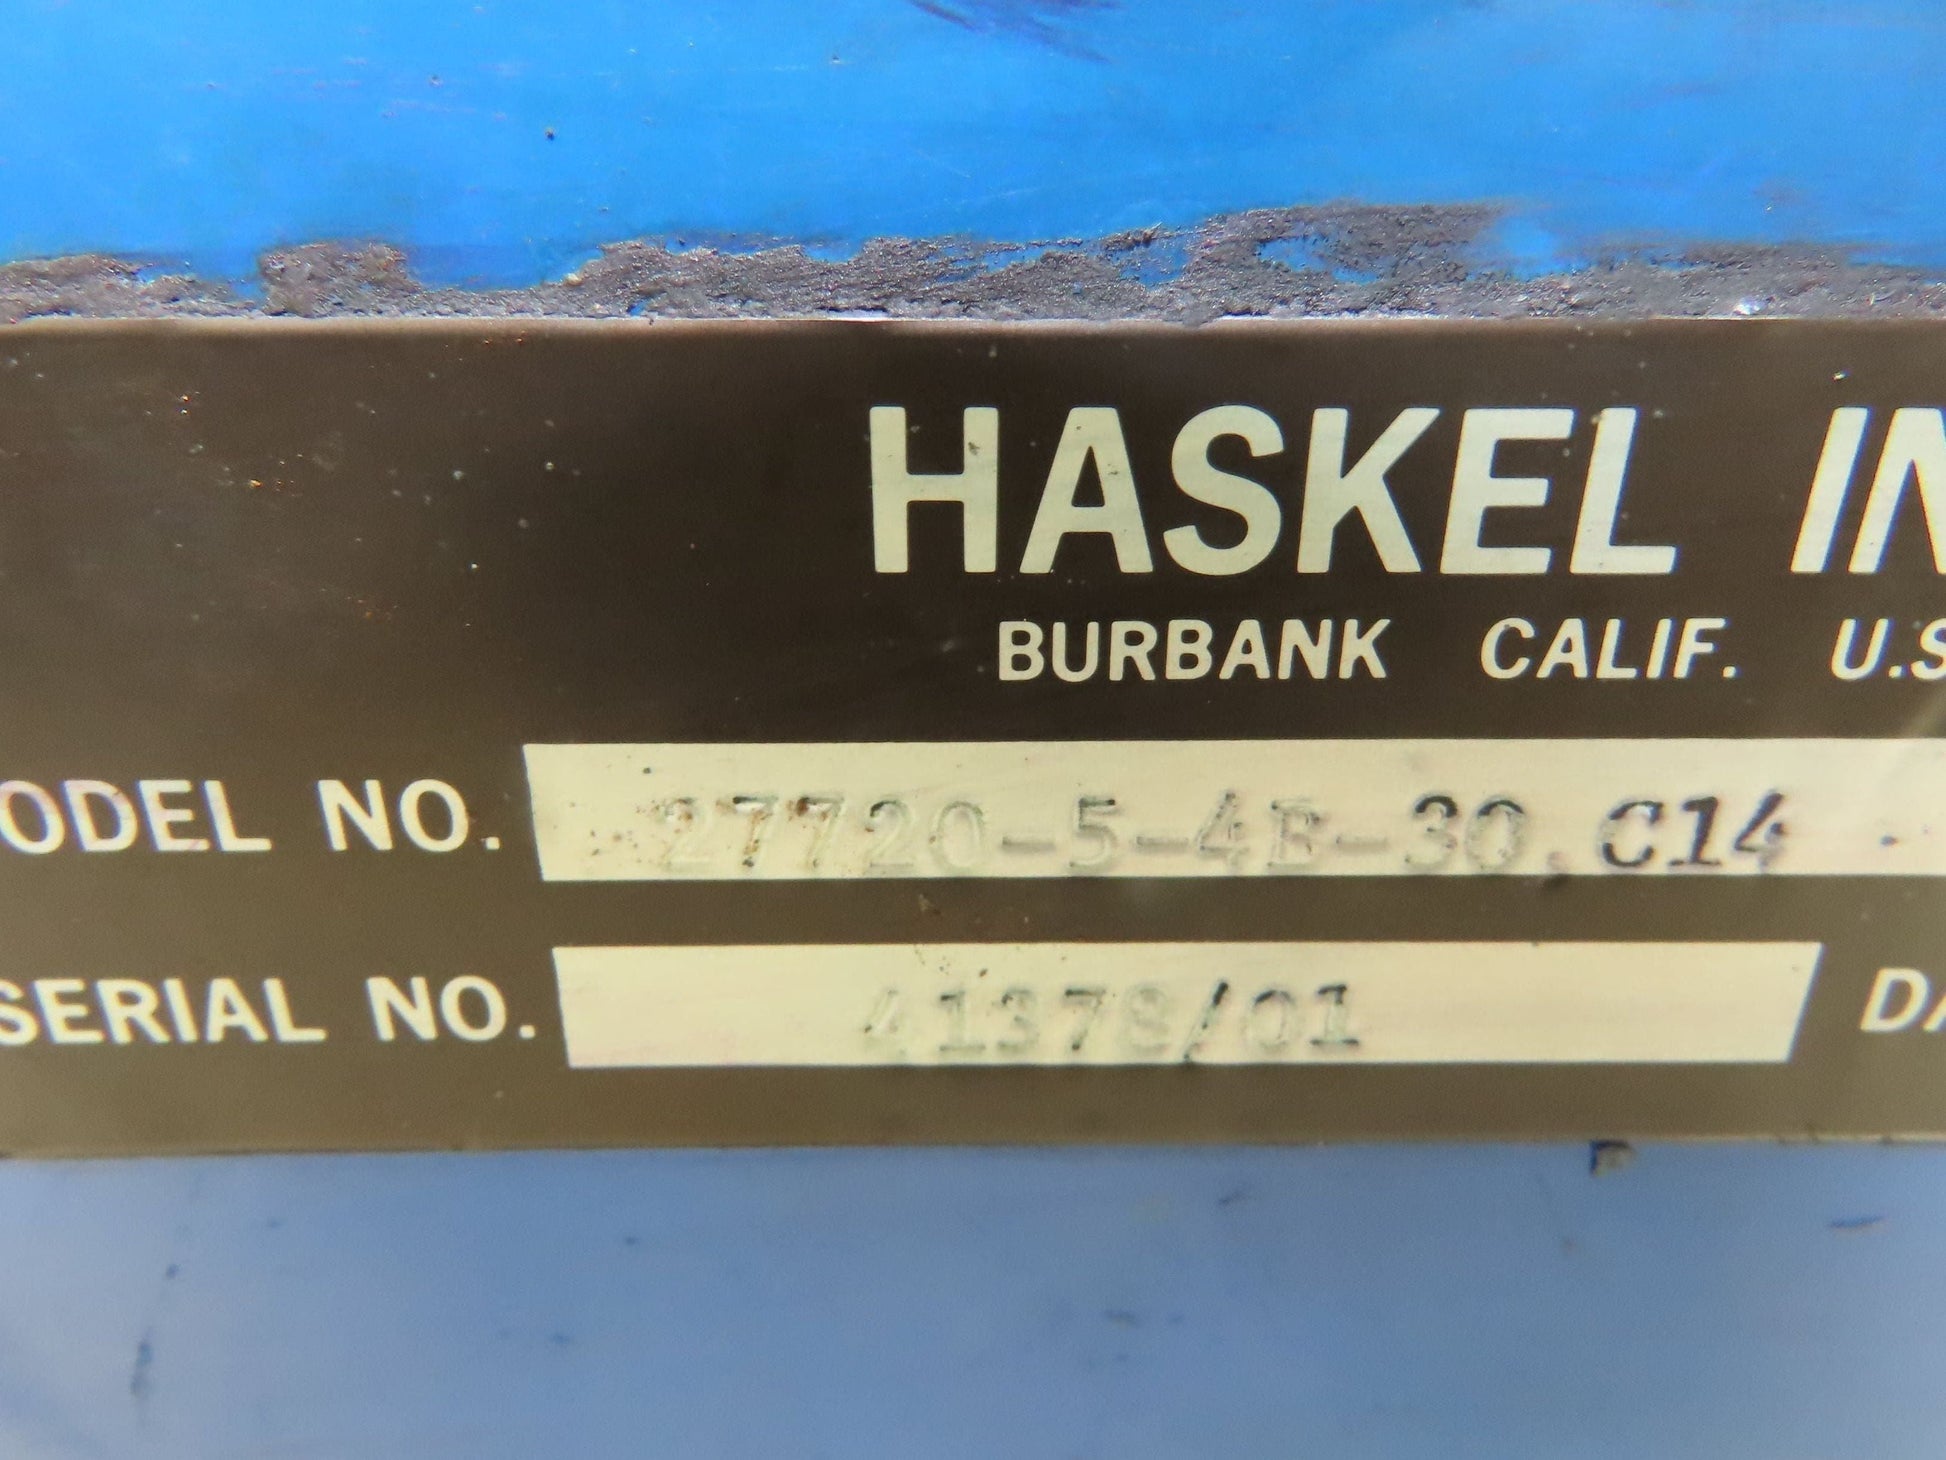 HASKEL IN
BURBANK CALIF. U.S
ODEL NO. 27720-5-4B-30.C14
SERIAL NO. 41378/01 DA